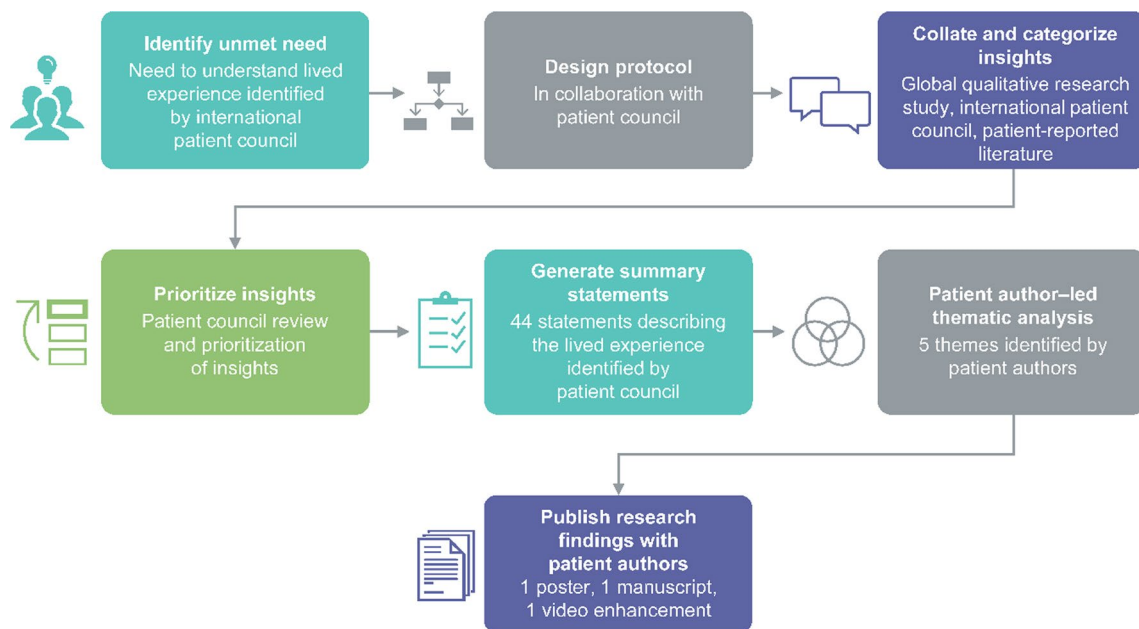 Identify unmet need
Need to understand lived
experience identified
by international
patient council
Design protocol
In collaboration with
patient council
Collate and categorize
insights
Global qualitative research
study, international patient
council, patient-reported
literature
Prioritize insights
Patient council review
and prioritization
of insights
Generate summary
statements
44 statements describing
the lived experience
identified by
patient council
Patient author–led
thematic analysis
5 themes identified by
patient authors
Publish research
findings with
patient authors
1 poster, 1 manuscript,
1 video enhancement